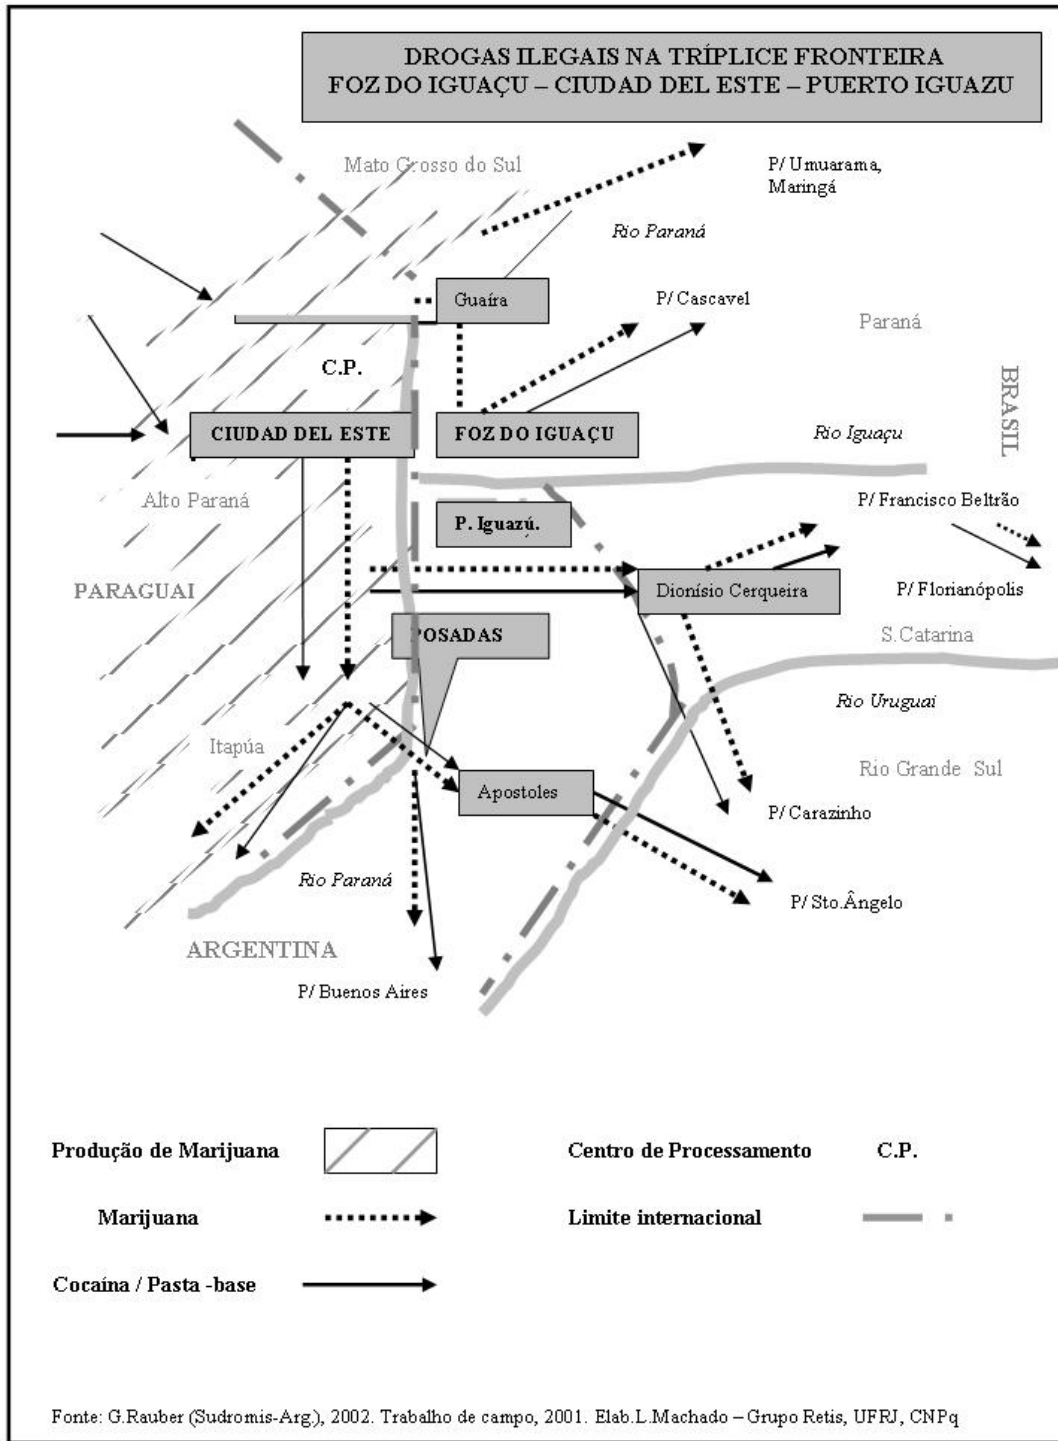 DROGAS ILEGAIS NA TRÍPLICE FRONTEIRA
FOZ DO IGUAÇU – CIUDAD DEL ESTE – PUERTO IGUAZU
Mato Grosso do Sul
P/ Umuarama,
Maringá
Rio Paraná
Guaíra
P/ Cascavel
Paraná
C.P.
BRASIL
CIUDAD DEL ESTE
FOZ DO IGUAÇU
Rio Iguaçu
Alto Paraná
P/ Francisco Beltrão
P. Iguazú.
PARAGUAI
Dionísio Cerqueira
P/ Florianópolis
POSADAS
S.Catarina
Rio Uruguai
Itapúa
Rio Grande Sul
Apostoles
P/ Carazinho
Rio Paraná
P/ Sto.Ângelo
ARGENTINA
P/ Buenos Aires
Produção de Marijuana
Centro de Processamento C.P.
Marijuana
Limite internacional
Cocaína / Pasta -base
Fonte: G.Rauber (Sudromis-Arg.), 2002. Trabalho de campo, 2001. Elab.L.Machado – Grupo Retis, UFRJ, CNPq